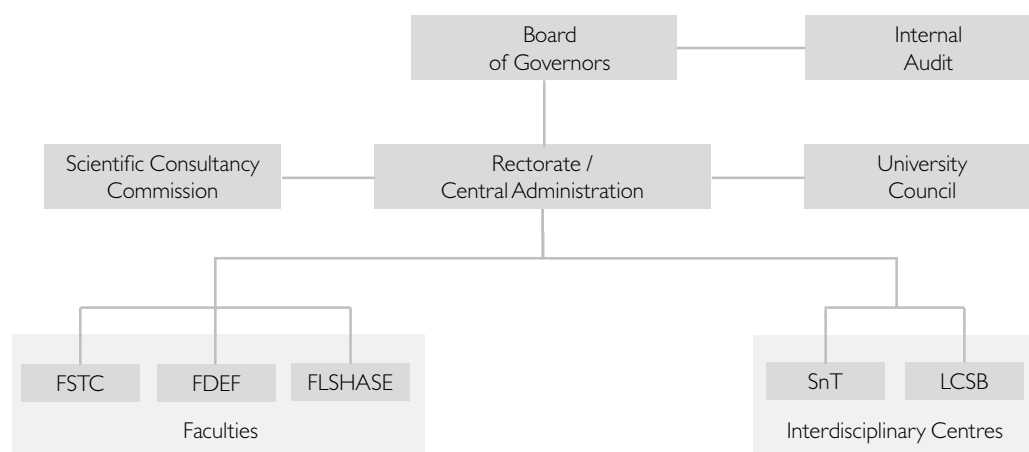 Board
of Governors
Internal
Audit
Scientific Consultancy
Commission
Rectorate /
Central Administration
University
Council
FSTC
FDEF
FLSHASE
Faculties
SnT
LCSB
Interdisciplinary Centres